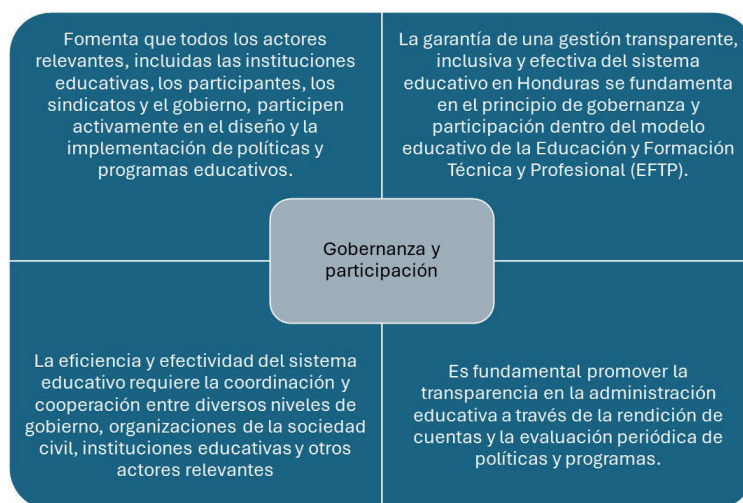 Fomenta que todos los actores
relevantes, incluidas las instituciones
educativas, los participantes, los
sindicatos y el gobierno, participen
activamente en el diseño y la
implementación de políticas y
programas educativos.
La garantía de una gestión transparente,
inclusiva y efectiva del sistema
educativo en Honduras se fundamenta
en el principio de gobernanza y
participación dentro del modelo
educativo de la Educación y Formación
Técnica y Profesional (EFTP).
Gobernanza y
participación
La eficiencia y efectividad del sistema
educativo requiere la coordinación y
cooperación entre diversos niveles de
gobierno, organizaciones de la sociedad
civil, instituciones educativas y otros
actores relevantes
Es fundamental promover la
transparencia en la administración
educativa a través de la rendición de
cuentas y la evaluación periódica de
políticas y programas.